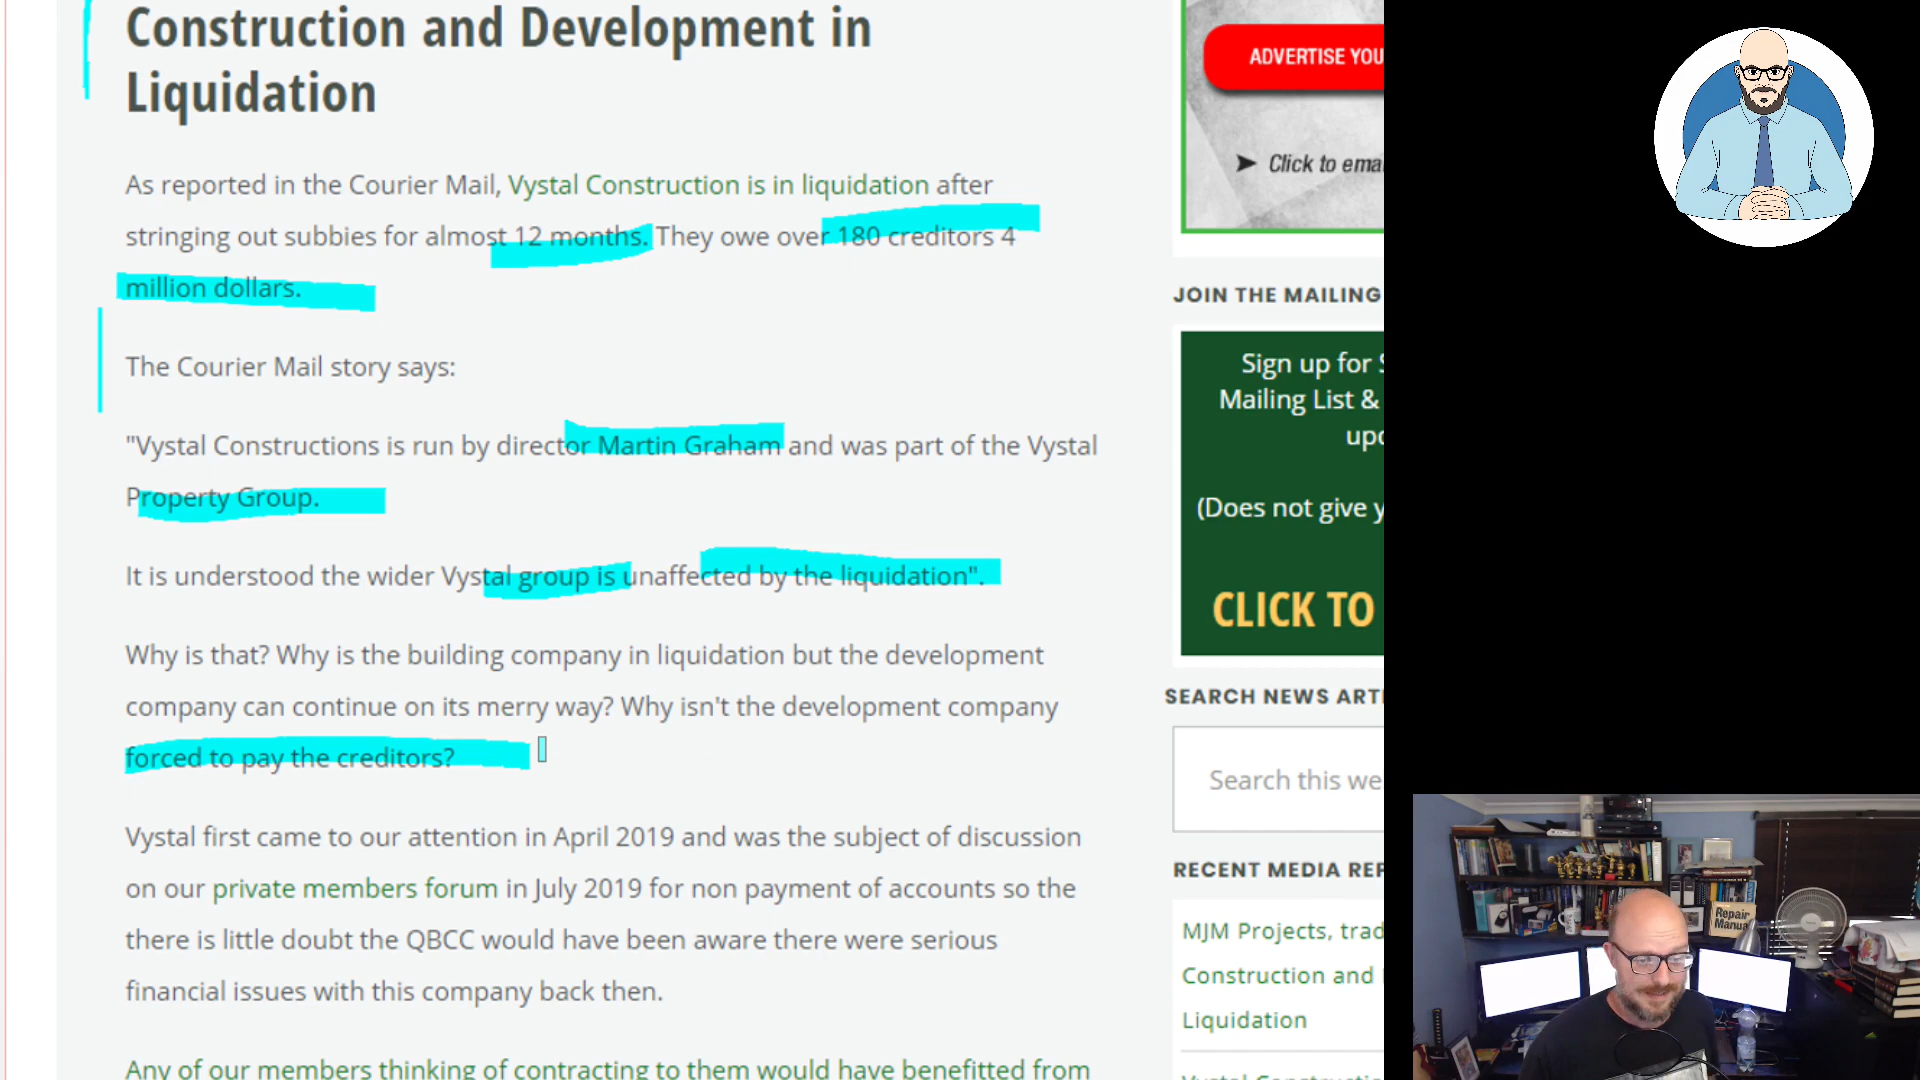 Construction and Development in
Liquidation
As reported in the Courier Mail, Vystal Construction is in liquidation after
stringing out subbies for almost 12 months. They owe over 180 creditors 4
million dollars.
The Courier Mail story says:
"Vystal Constructions is run by director Martin Graham and was part of the Vystal
Property Group.
It is understood the wider Vystal group is unaffected by the liquidation".
Why is that? Why is the building company in liquidation but the development
company can continue on its merry way? Why isn't the development company
forced to pay the creditors?
Vystal first came to our attention in April 2019 and was the subject of discussion
on our private members forum in July 2019 for non payment of accounts so the
there is little doubt the QBCC would have been aware there were serious
financial issues with this company back then.
Any of our members thinking of contracting to them would have benefitted from
ADVERTISE YOU
➤ Click to ema
JOIN THE MAILING
Sign up for S
Mailing List &
upd
(Does not give y
CLICK TO
SEARCH NEWS ARTI
Search this we
RECENT MEDIA REP
MJM Projects, trad
Construction and
Liquidation
Vystal Constructio
Repair
Manual